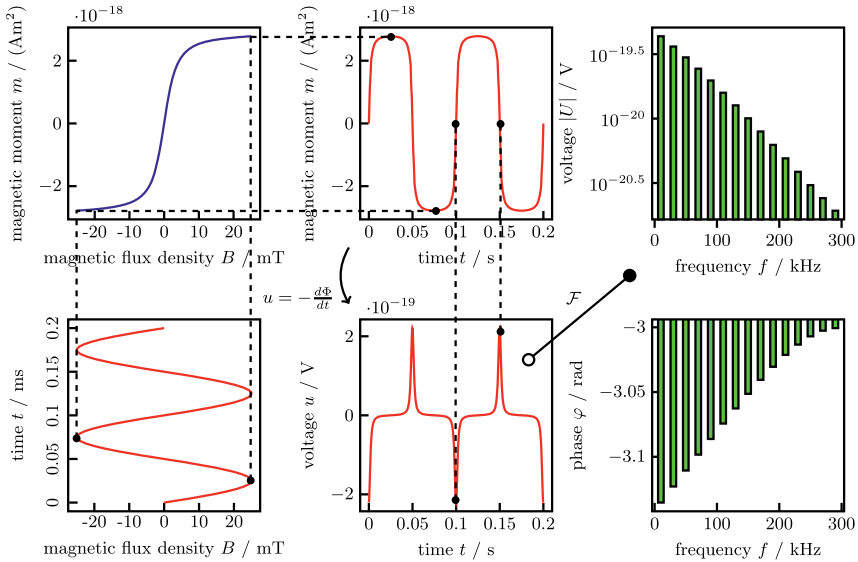 ·10⁻¹⁸
magnetic moment m / (Am²)
2
0
−2
-20 -10 0 10 20
magnetic flux density B / mT
·10⁻¹⁸
magnetic moment m / (Am²)
2
0
−2
0 0.05 0.1 0.15 0.2
time t / s
voltage |U| / V
10⁻¹⁹·⁵
10⁻²⁰
10⁻²⁰·⁵
0 100 200 300
frequency f / kHz
u = −dΦ/dt
F
time t / ms
0.2
0.15
0.1
0.05
0
-20 -10 0 10 20
magnetic flux density B / mT
·10⁻¹⁹
voltage u / V
2
0
−2
0 0.05 0.1 0.15 0.2
time t / s
phase φ / rad
−3
−3.05
−3.1
0 100 200 300
frequency f / kHz